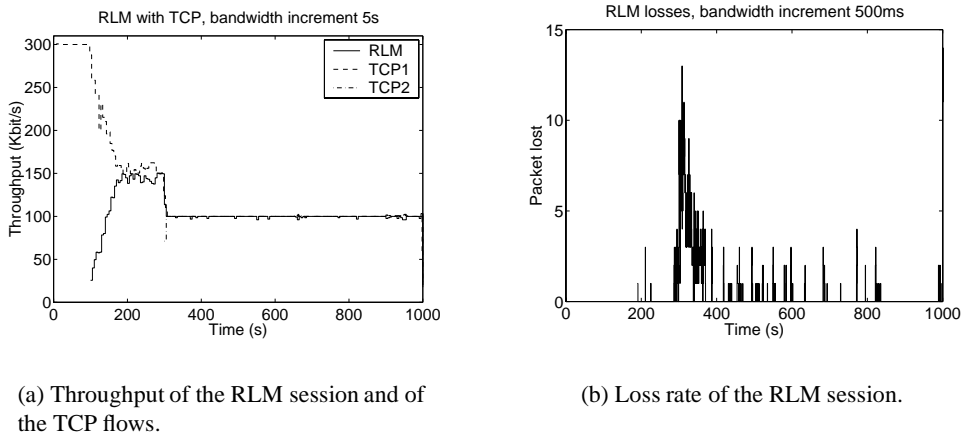 RLM with TCP, bandwidth increment 5s
Throughput (Kbit/s)
300
250
200
150
100
50
0
0 200 400 600 800 1000
Time (s)
RLM
TCP1
TCP2
(a) Throughput of the RLM session and of
the TCP flows.
RLM losses, bandwidth increment 500ms
Packet lost
15
10
5
0
0 200 400 600 800 1000
Time (s)
(b) Loss rate of the RLM session.